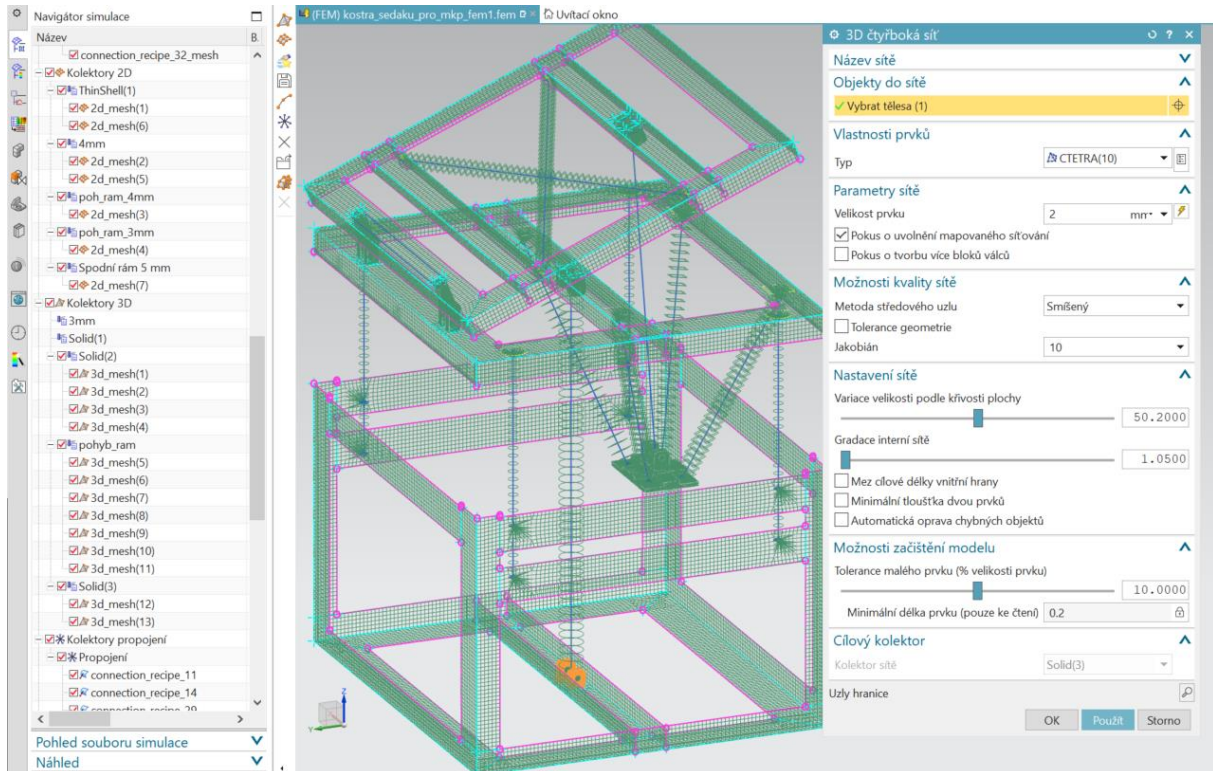 Navigátor simulace
Název B.
connection_recipe_32_mesh
Kolektory 2D
ThinShell(1)
2d_mesh(1)
2d_mesh(6)
4mm
2d_mesh(2)
2d_mesh(5)
poh_ram_4mm
2d_mesh(3)
poh_ram_3mm
2d_mesh(4)
Spodní rám 5 mm
2d_mesh(7)
Kolektory 3D
3mm
Solid(1)
Solid(2)
3d_mesh(1)
3d_mesh(2)
3d_mesh(3)
3d_mesh(4)
pohyb_ram
3d_mesh(5)
3d_mesh(6)
3d_mesh(7)
3d_mesh(8)
3d_mesh(9)
3d_mesh(10)
3d_mesh(11)
Solid(3)
3d_mesh(12)
3d_mesh(13)
Kolektory propojení
Propojení
connection_recipe_11
connection_recipe_14
connection_recipe_29
Pohled souboru simulace
Náhled
(FEM) kostra_sedaku_pro_mkp_fem1.fem
Uvítací okno
Z
Y
3D čtyřboká síť
Název sítě
Objekty do sítě
Vybrat tělesa (1)
Vlastnosti prvků
Typ CTETRA(10)
Parametry sítě
Velikost prvku 2 mm
Pokus o uvolnění mapovaného síťování
Pokus o tvorbu více bloků válců
Možnosti kvality sítě
Metoda středového uzlu Smíšený
Tolerance geometrie
Jakobián 10
Nastavení sítě
Variace velikosti podle křivosti plochy
50.2000
Gradace interní sítě
1.0500
Mez cílové délky vnitřní hrany
Minimální tloušťka dvou prvků
Automatická oprava chybných objektů
Možnosti začištění modelu
Tolerance malého prvku (% velikosti prvku)
10.0000
Minimální délka prvku (pouze ke čtení) 0.2
Cílový kolektor
Kolektor sítě Solid(3)
Uzly hranice
OK Použít Storno